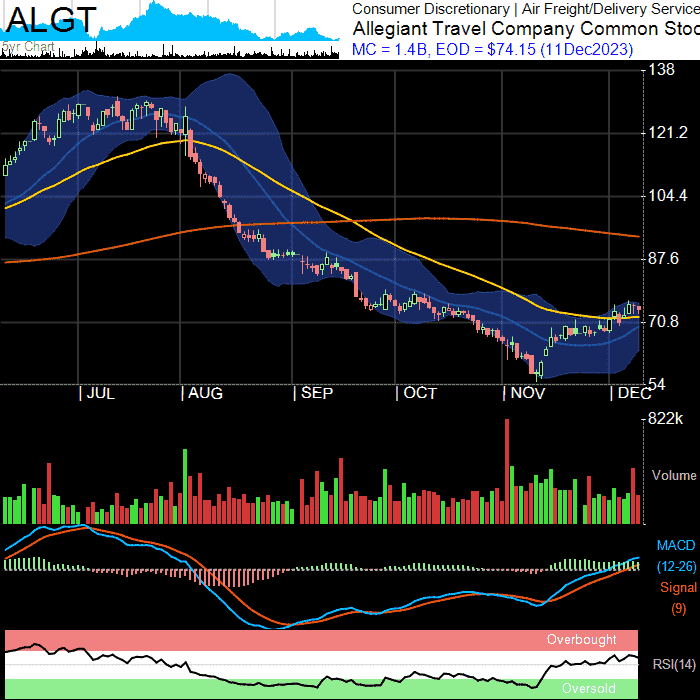 ALGT
5yr Chart
Consumer Discretionary | Air Freight/Delivery Service
Allegiant Travel Company Common Stoc
MC = 1.4B, EOD = $74.15 (11Dec2023)
138
121.2
104.4
87.6
70.8
54
| JUL | AUG | SEP | OCT | NOV | DEC
822k
Volume
MACD
(12-26)
Signal
(9)
Overbought
RSI(14)
Oversold